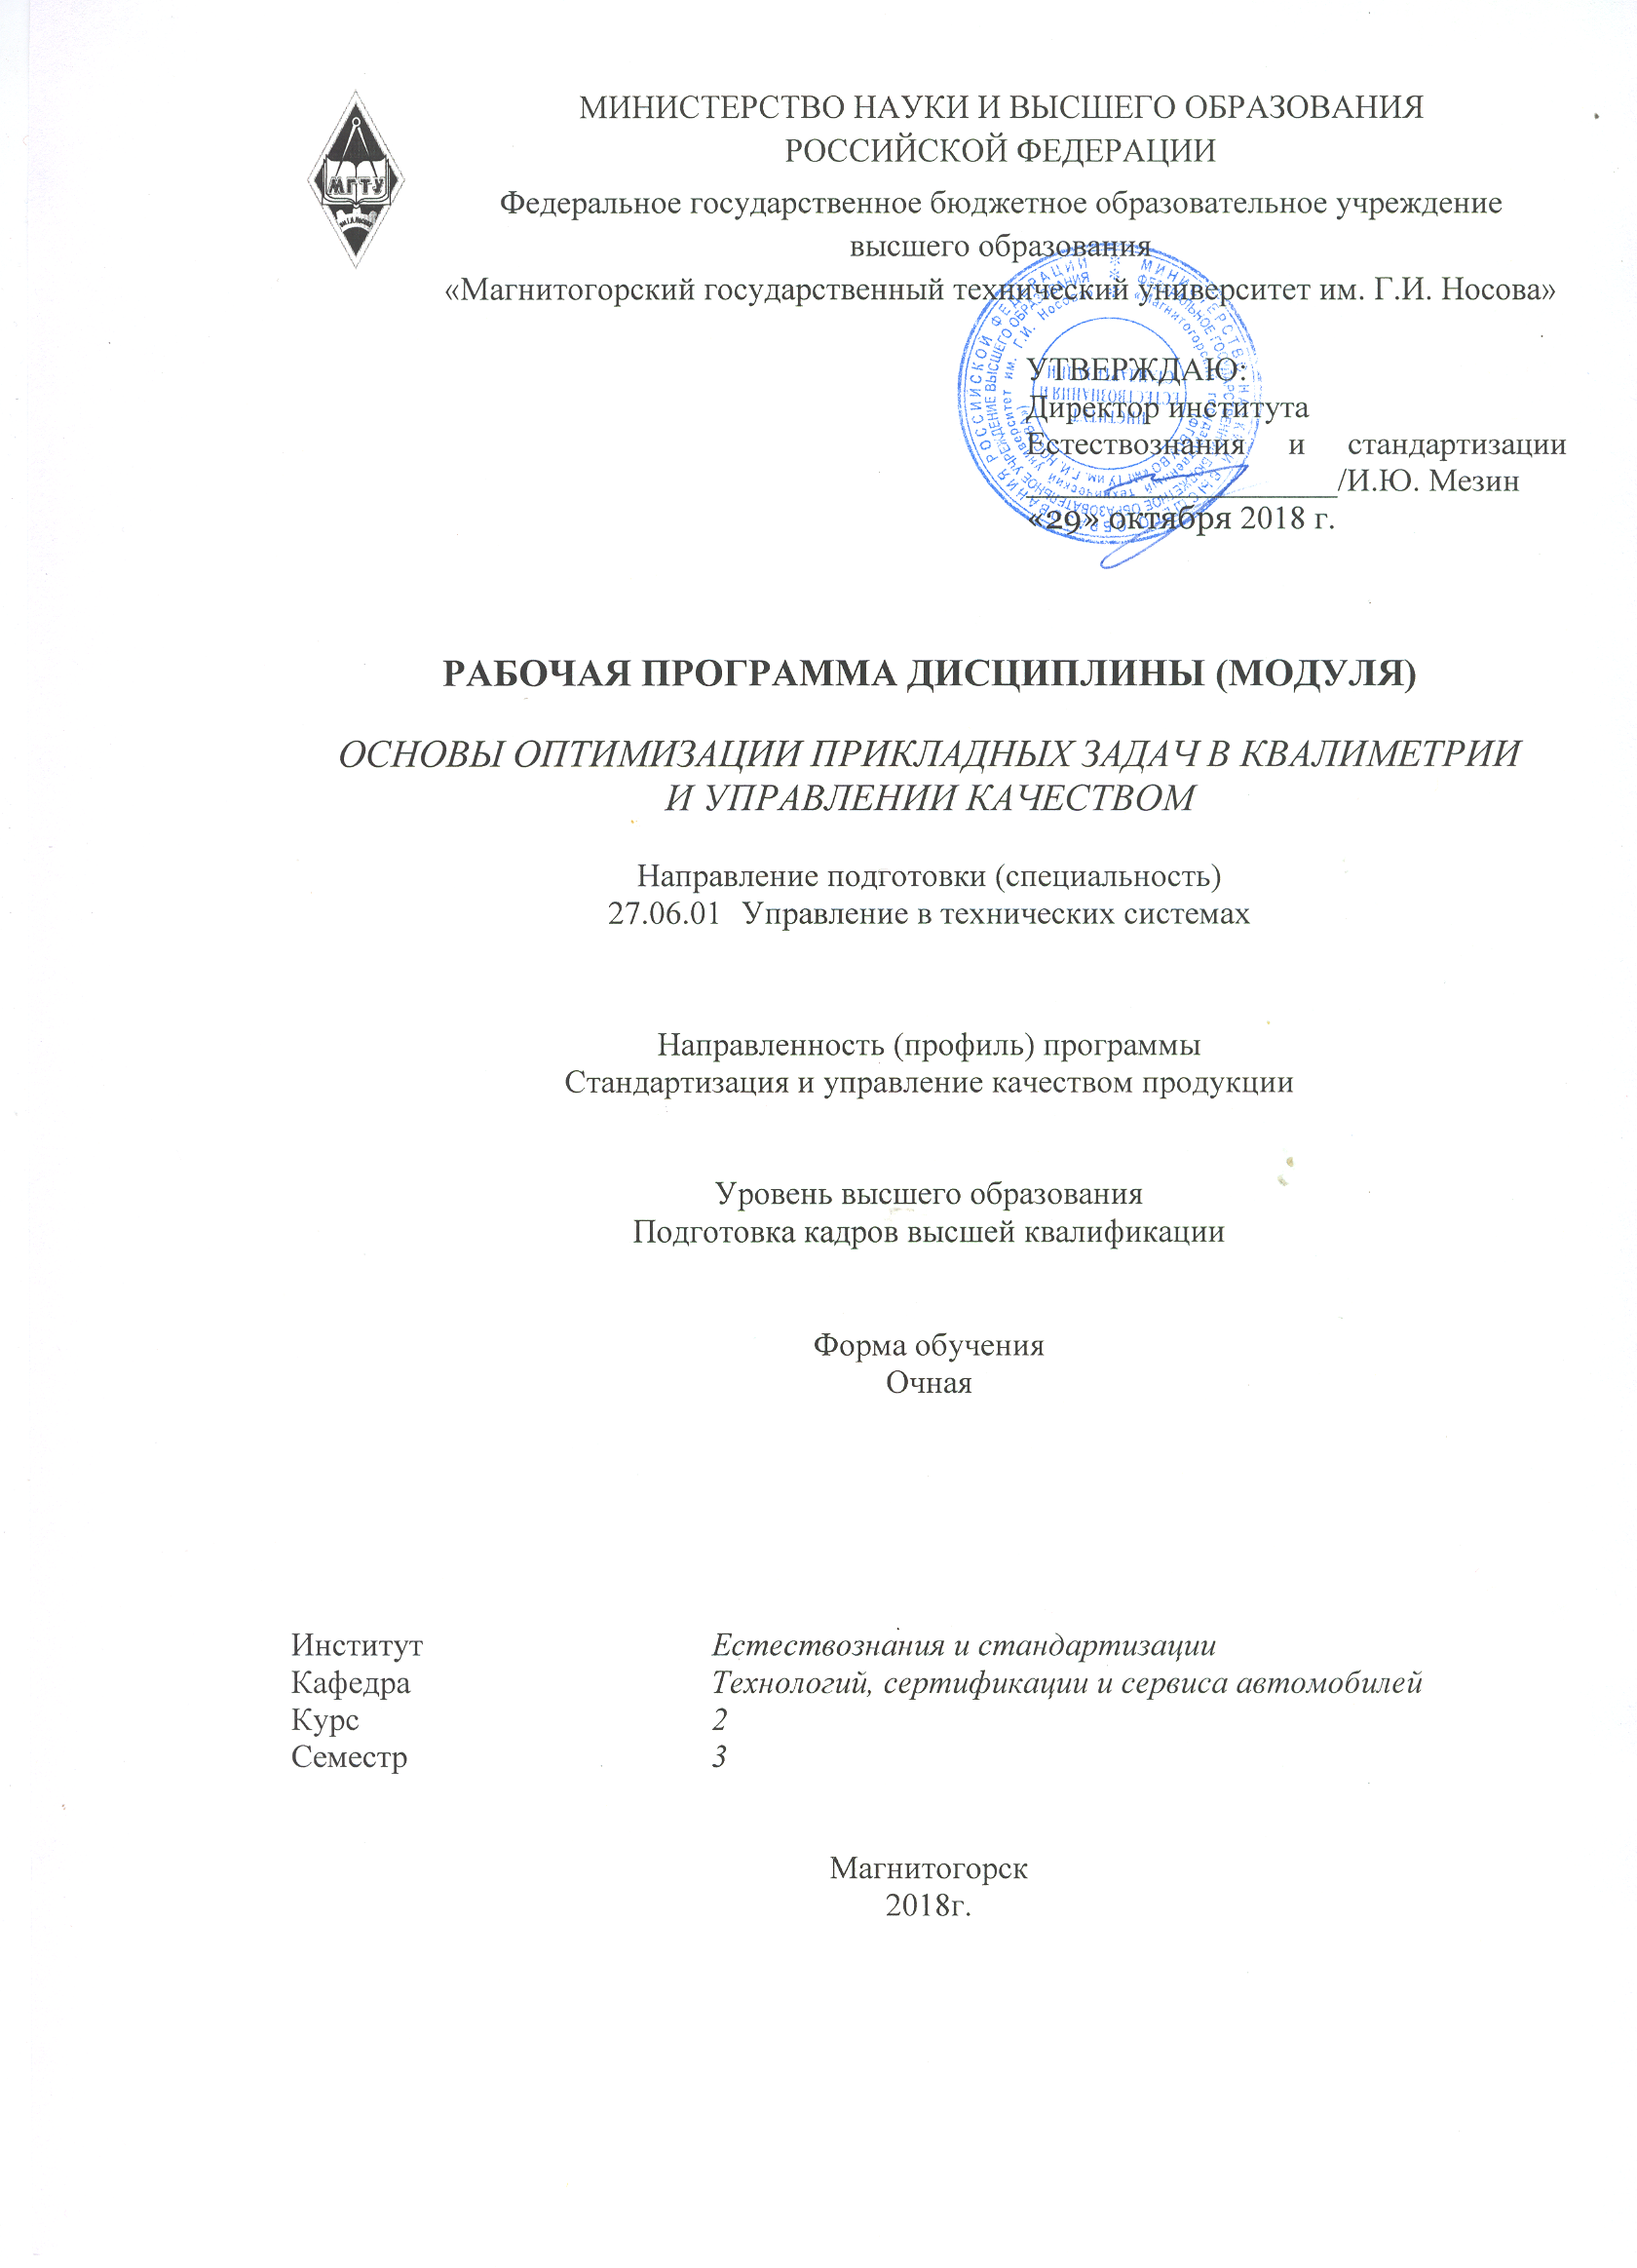 МИНИСТЕРСТВО НАУКИ И ВЫСШЕГО ОБРАЗОВАНИЯ
РОССИЙСКОЙ ФЕДЕРАЦИИ
Федеральное государственное бюджетное образовательное учреждение
высшего образования
«Магнитогорский государственный технический университет им. Г.И. Носова»
МГТУ
УТВЕРЖДАЮ:
Директор института
Естествознания и стандартизации
/И.Ю. Мезин
«29» октября 2018 г.
РАБОЧАЯ ПРОГРАММА ДИСЦИПЛИНЫ (МОДУЛЯ)
ОСНОВЫ ОПТИМИЗАЦИИ ПРИКЛАДНЫХ ЗАДАЧ В КВАЛИМЕТРИИ
И УПРАВЛЕНИИ КАЧЕСТВОМ
Направление подготовки (специальность)
27.06.01 Управление в технических системах
Направленность (профиль) программы
Стандартизация и управление качеством продукции
Уровень высшего образования
Подготовка кадров высшей квалификации
Форма обучения
Очная
Институт Естествознания и стандартизации
Кафедра Технологий, сертификации и сервиса автомобилей
Курс 2
Семестр 3
Магнитогорск
2018г.